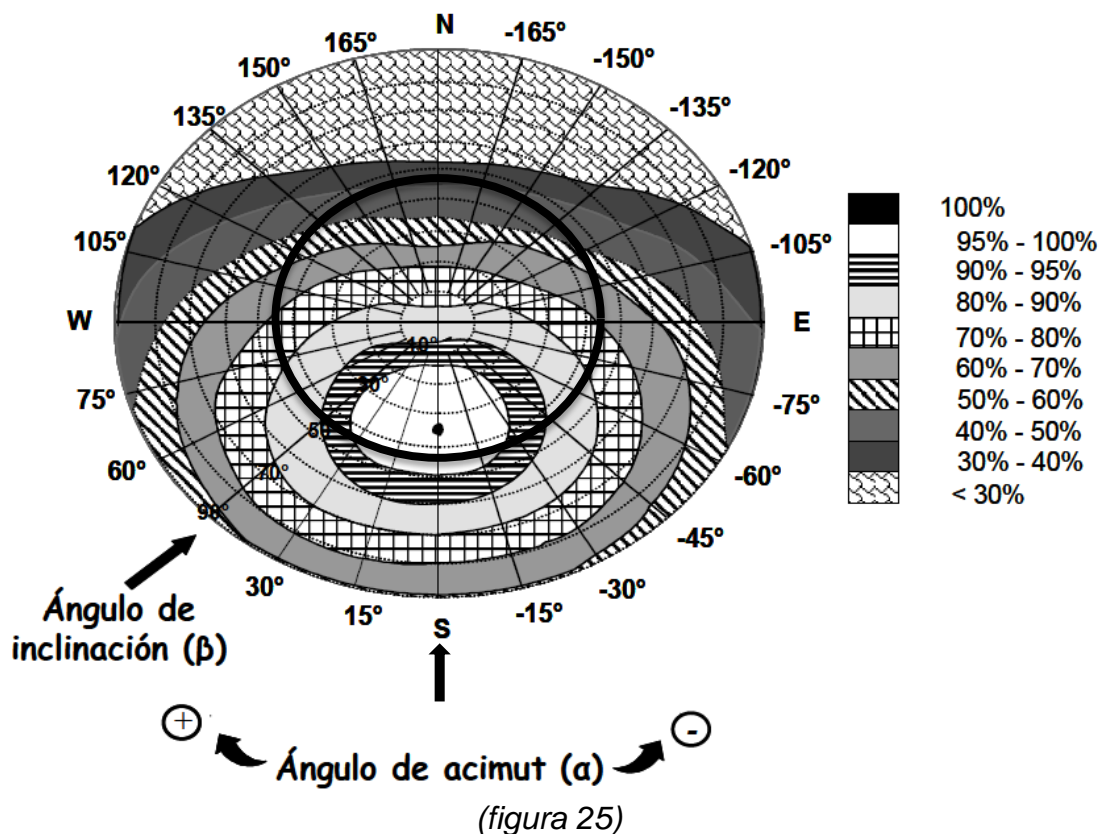 N
165º
-165º
150º
-150º
135º
-135º
120º
-120º
105º
-105º
W
E
75º
-75º
60º
-60º
-45º
30º
-30º
15º
-15º
S
10º
30º
50
70º
90º
100%
95% - 100%
90% - 95%
80% - 90%
70% - 80%
60% - 70%
50% - 60%
40% - 50%
30% - 40%
< 30%
Ángulo de
inclinación (β)
+
-
Ángulo de acimut (α)
(figura 25)